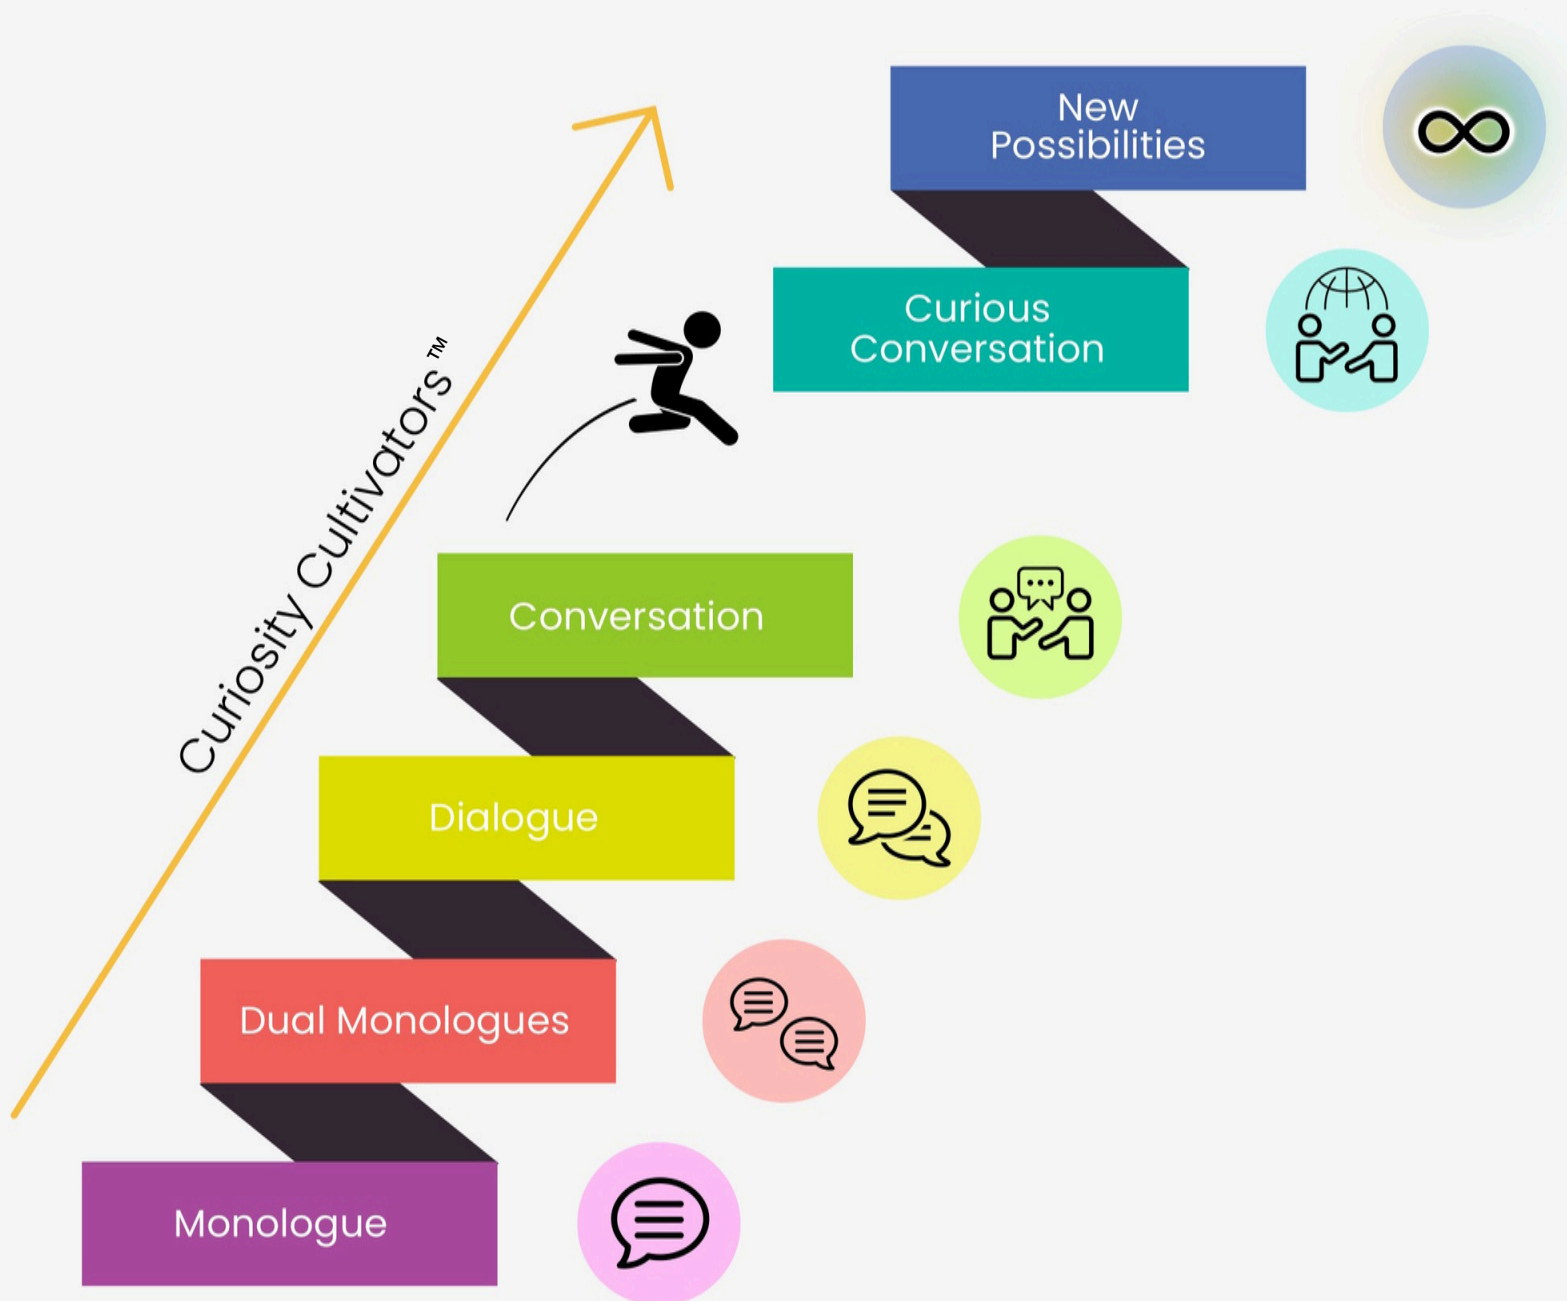 New
Possibilities
Curious
Conversation
Curiosity Cultivators™
Conversation
Dialogue
Dual Monologues
Monologue